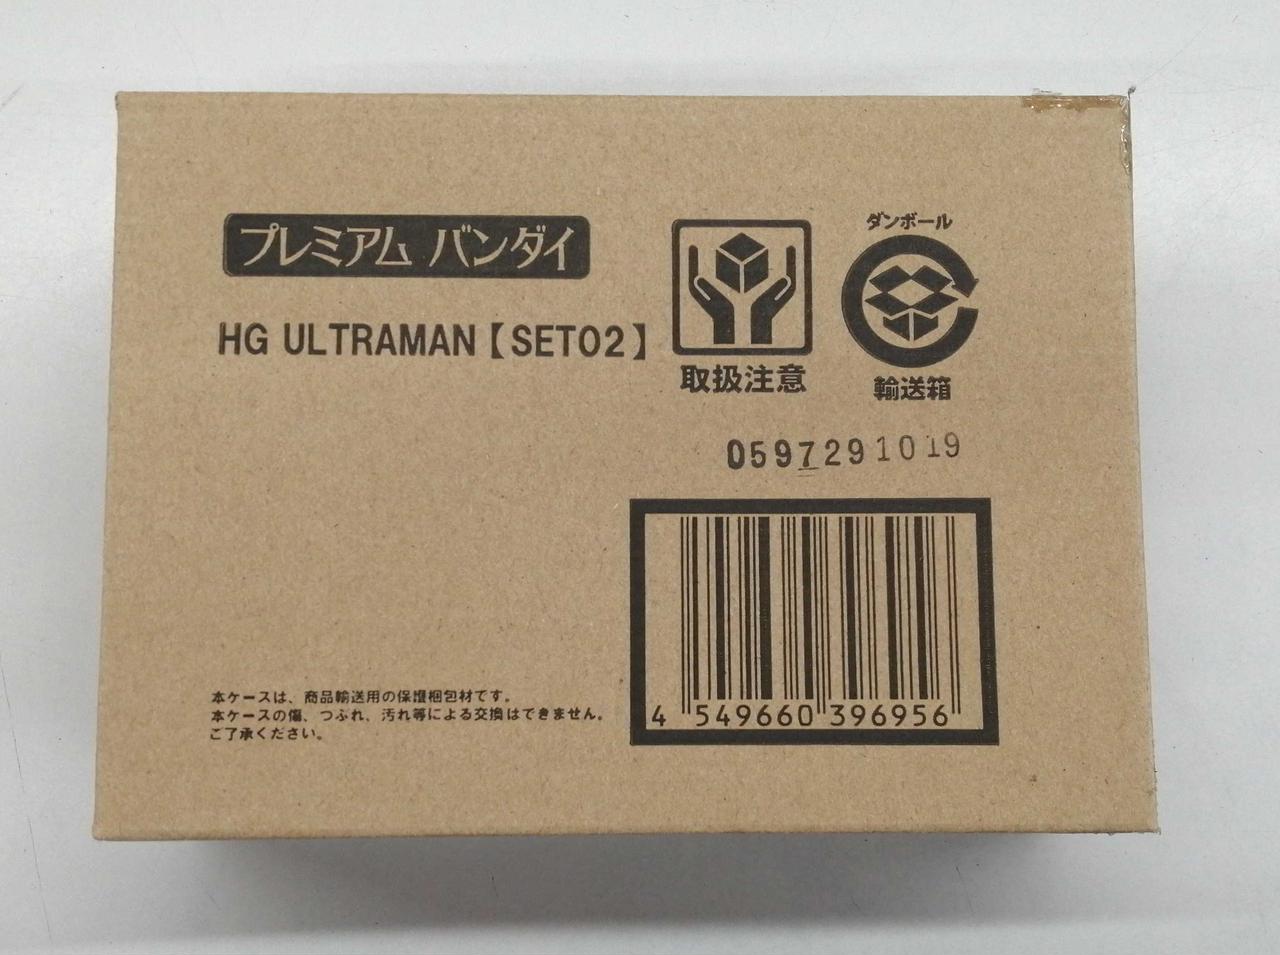 プレミアム バンダイ
HG ULTRAMAN【SET02】
取扱注意
ダンボール
輸送箱
0597291019
4 549660 396956
本ケースは、商品輸送用の保護梱包材です。
本ケースの傷、つぶれ、汚れ等による交換はできません。
ご了承ください。